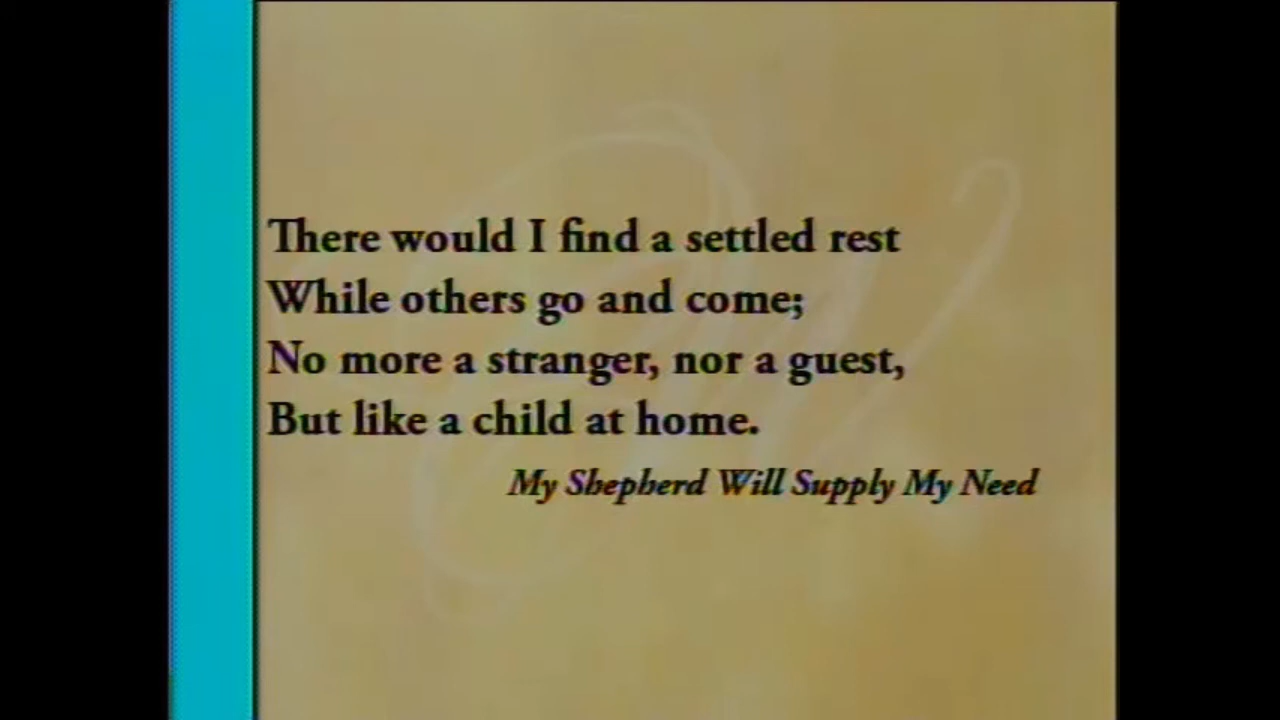 There would I find a settled rest
While others go and come;
No more a stranger, nor a guest,
But like a child at home.
My Shepherd Will Supply My Need